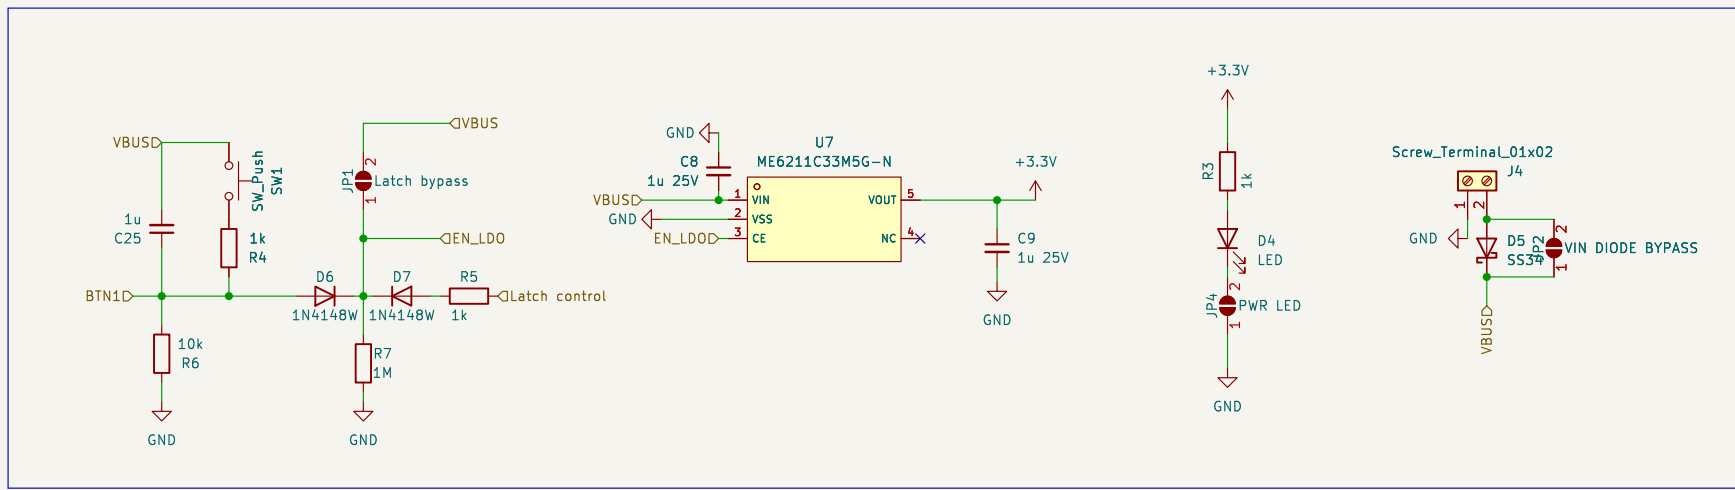 VBUS
SW_Push
SW1
1u
C25
1k
R4
BTN1
10k
R6
GND
VBUS
2
JP1
Latch bypass
1
EN_LDO
D6
1N4148W
D7
1N4148W
R5
1k
Latch control
R7
1M
GND
GND
C8
1u 25V
VBUS
GND
EN_LDO
U7
ME6211C33M5G-N
1
VIN
2
VSS
3
CE
VOUT
5
NC
4
+3.3V
C9
1u 25V
GND
+3.3V
R3
1k
D4
LED
2
JP4
PWR LED
1
GND
Screw_Terminal_01x02
J4
1
2
GND
D5
SS34
2
JP2
VIN DIODE BYPASS
1
VBUS